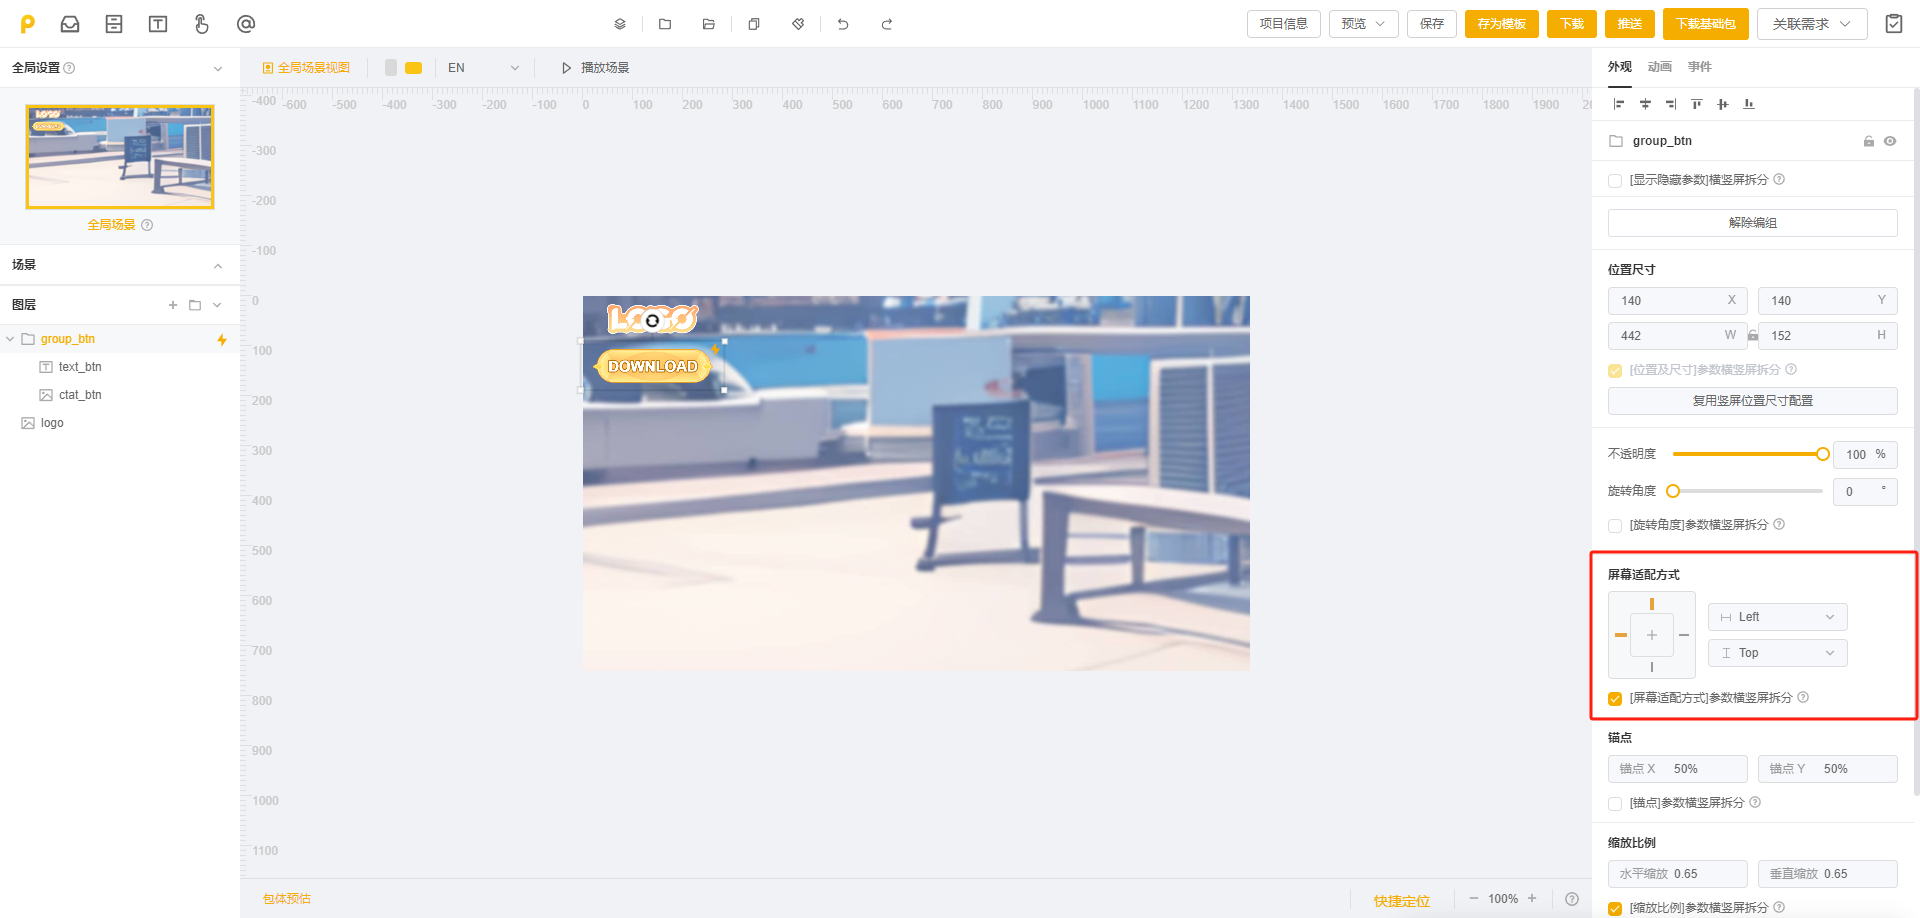 项目信息
预览
保存
存为模板
下载
推送
下载基础包
关联需求
全局设置
全局场景视图
EN
播放场景
外观
动画
事件
-400
-600
-500
-400
-300
-200
-100
0
100
200
300
400
500
600
700
800
900
1000
1100
1200
1300
1400
1500
1600
1700
1800
1900
-300
-200
-100
0
100
200
300
400
500
600
700
800
900
1000
1100
全局场景
场景
图层
group_btn
text_btn
ctat_btn
logo
LOGO
DOWNLOAD
group_btn
[显示隐藏参数]横竖屏拆分
解除编组
位置尺寸
140 X
140 Y
442 W
152 H
[位置及尺寸]参数横竖屏拆分
复用竖屏位置尺寸配置
不透明度
100 %
旋转角度
0 °
[旋转角度]参数横竖屏拆分
屏幕适配方式
Left
Top
[屏幕适配方式]参数横竖屏拆分
锚点
锚点 X 50%
锚点 Y 50%
[锚点]参数横竖屏拆分
缩放比例
水平缩放 0.65
垂直缩放 0.65
[缩放比例]参数横竖屏拆分
包体预估
快捷定位
100%